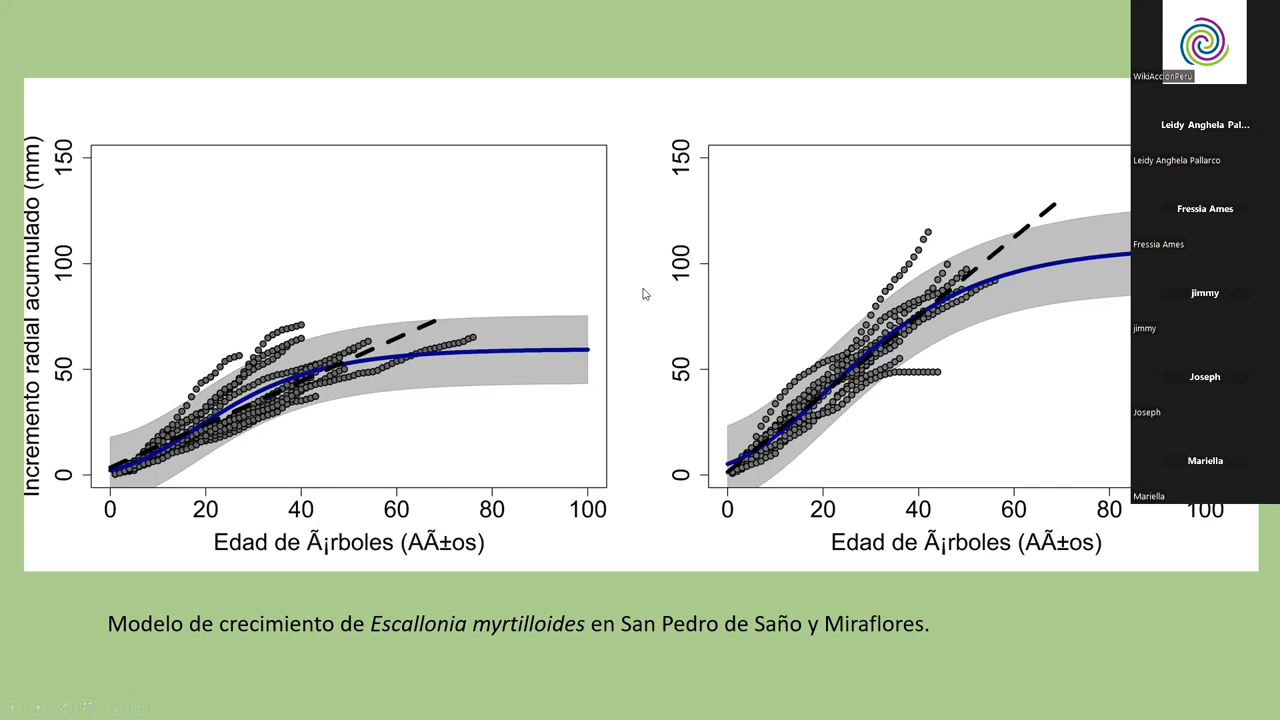 WikiAcciónPerú
Leidy Anghela Pal...
Leidy Anghela Pallarco
Fressia Ames
Fressia Ames
jimmy
jimmy
Joseph
Joseph
Mariella
Mariella
Incremento radial acumulado (mm)
150
100
50
0
0 20 40 60 80 100
Edad de Ã¡rboles (AÃ±os)
150
100
50
0
0 20 40 60 80 100
Edad de Ã¡rboles (AÃ±os)
Modelo de crecimiento de Escallonia myrtilloides en San Pedro de Saño y Miraflores.